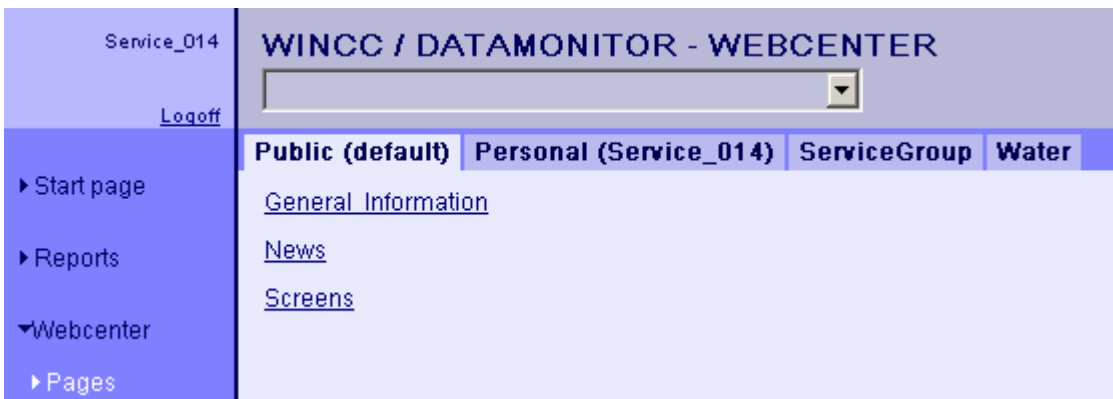 Service_014
Logoff
WINCC / DATAMONITOR - WEBCENTER
Public (default) Personal (Service_014) ServiceGroup Water
General Information
News
Screens
Start page
Reports
Webcenter
Pages